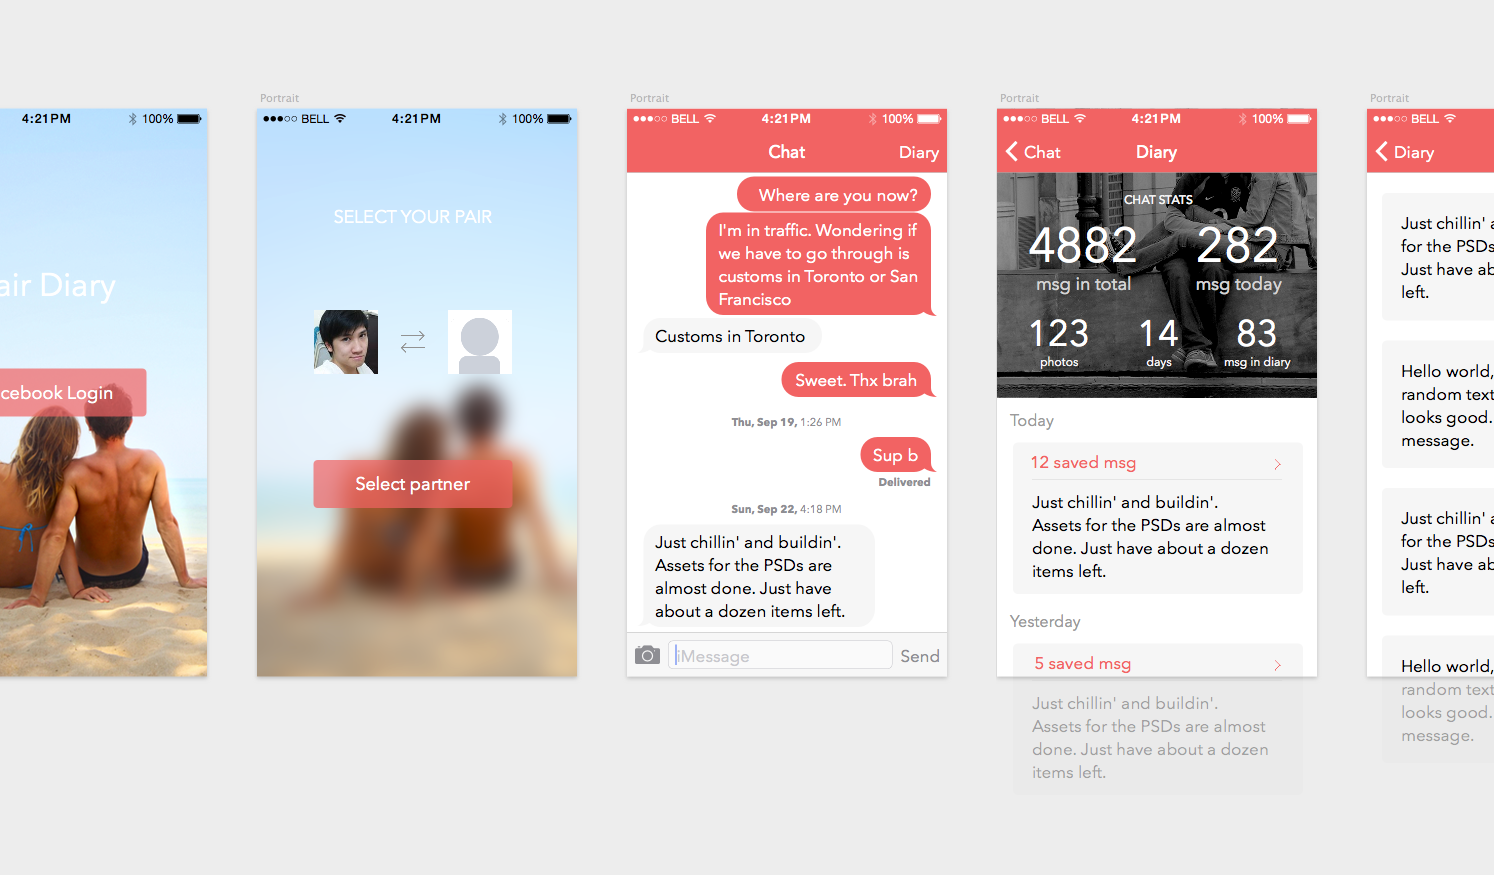 4:21PM 100%
air Diary
cebook Login
Portrait
BELL 4:21PM 100%
SELECT YOUR PAIR
Select partner
Portrait
BELL 4:21PM 100%
Chat Diary
Where are you now?
I'm in traffic. Wondering if
we have to go through is
customs in Toronto or San
Francisco
Customs in Toronto
Sweet. Thx brah
Thu, Sep 19, 1:26 PM
Sup b
Delivered
Sun, Sep 22, 4:18 PM
Just chillin' and buildin'.
Assets for the PSDs are
almost done. Just have
about a dozen items left.
iMessage Send
Portrait
BELL 4:21PM 100%
Chat Diary
CHAT STATS
4882 282
msg in total msg today
123 14 83
photos days msg in diary
Today
12 saved msg
Just chillin' and buildin'.
Assets for the PSDs are almost
done. Just have about a dozen
items left.
Yesterday
5 saved msg
Just chillin' and buildin'.
Assets for the PSDs are almost
done. Just have about a dozen
items left.
Portrait
BELL
Diary
Just chillin' a
for the PSDs
Just have ab
left.
Hello world,
random text
looks good.
message.
Just chillin' a
for the PSDs
Just have ab
left.
Hello world,
random text
looks good.
message.